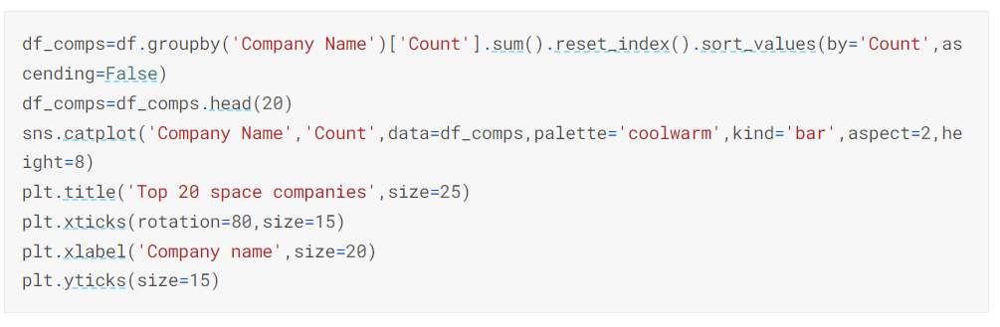 df_comps=df.groupby('Company Name')['Count'].sum().reset_index().sort_values(by='Count',as
cending=False)
df_comps=df_comps.head(20)
sns.catplot('Company Name','Count',data=df_comps,palette='coolwarm',kind='bar',aspect=2,he
ight=8)
plt.title('Top 20 space companies',size=25)
plt.xticks(rotation=80,size=15)
plt.xlabel('Company name',size=20)
plt.yticks(size=15)